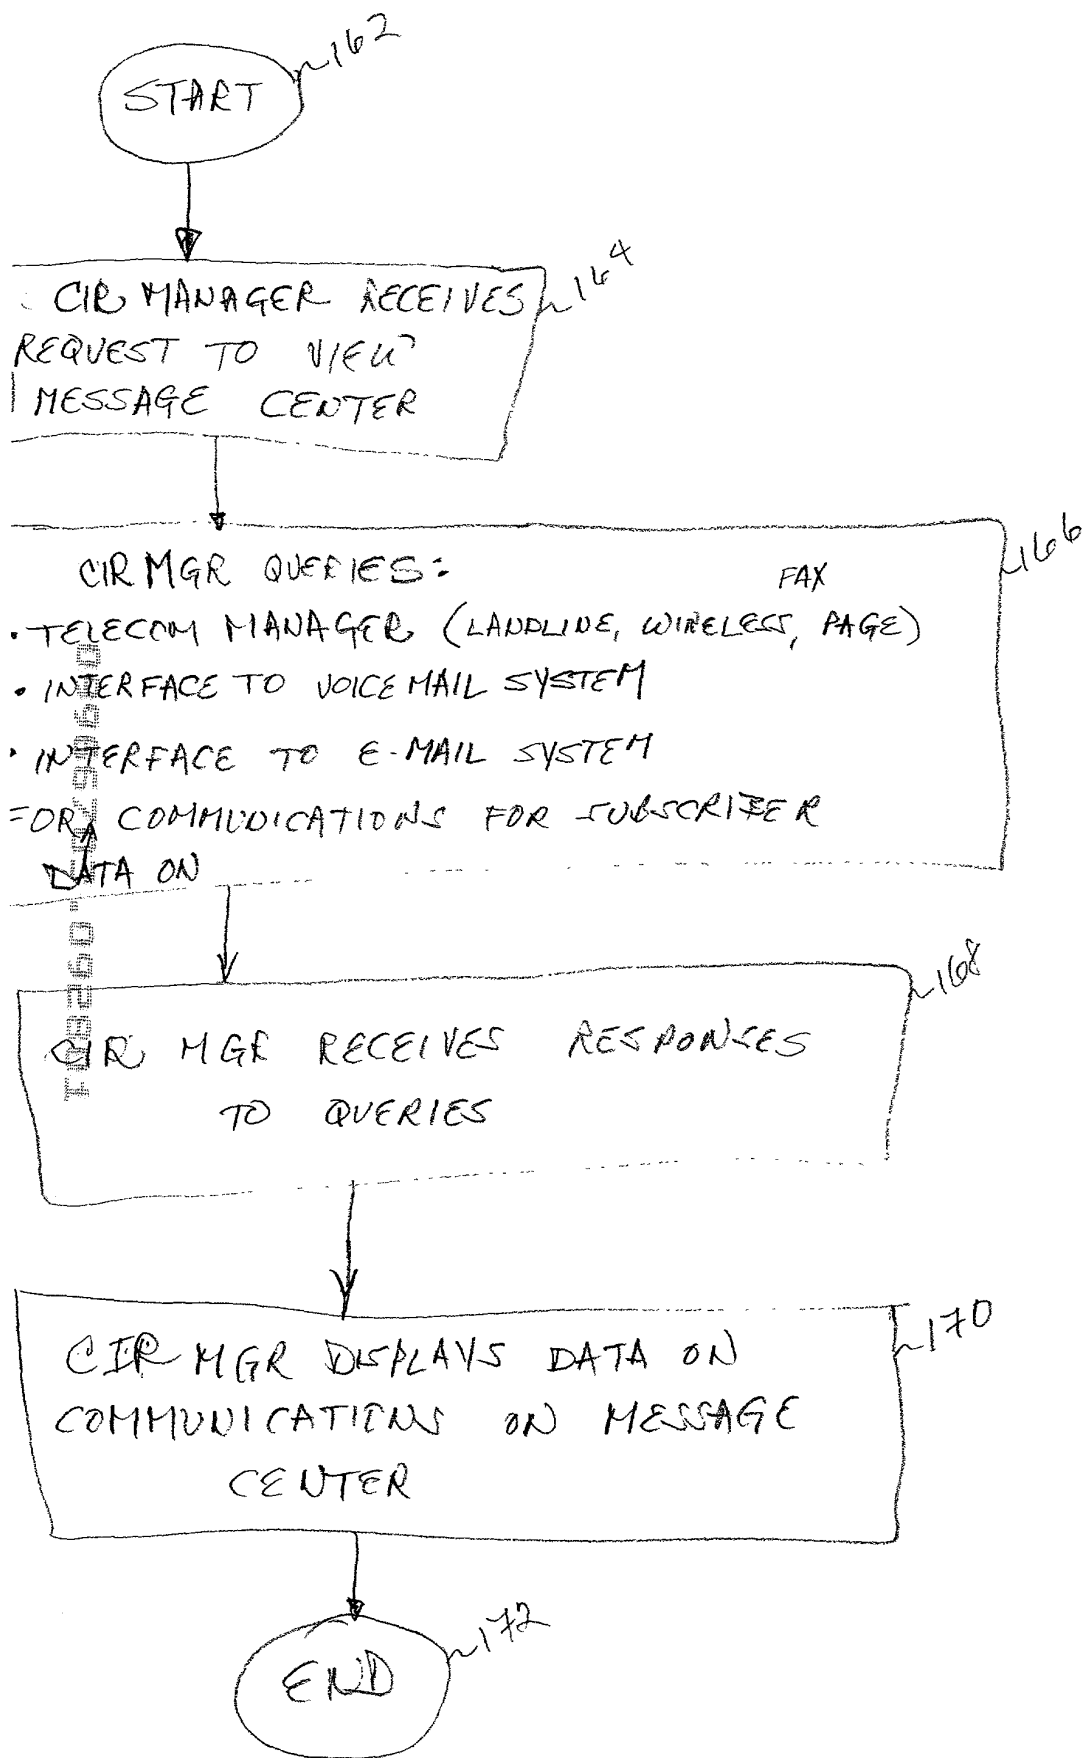 START
162
CIR MANAGER RECEIVES
REQUEST TO VIEW
MESSAGE CENTER
164
CIR MGR QUERIES:
FAX
• TELECOM MANAGER (LANDLINE, WIRELESS, PAGE)
• INTERFACE TO VOICE MAIL SYSTEM
• INTERFACE TO E-MAIL SYSTEM
FOR COMMUNICATIONS FOR SUBSCRIBER
DATA ON
166
CIR MGR RECEIVES RESPONSES
TO QUERIES
168
CIR MGR DISPLAYS DATA ON
COMMUNICATIONS ON MESSAGE
CENTER
170
END
172